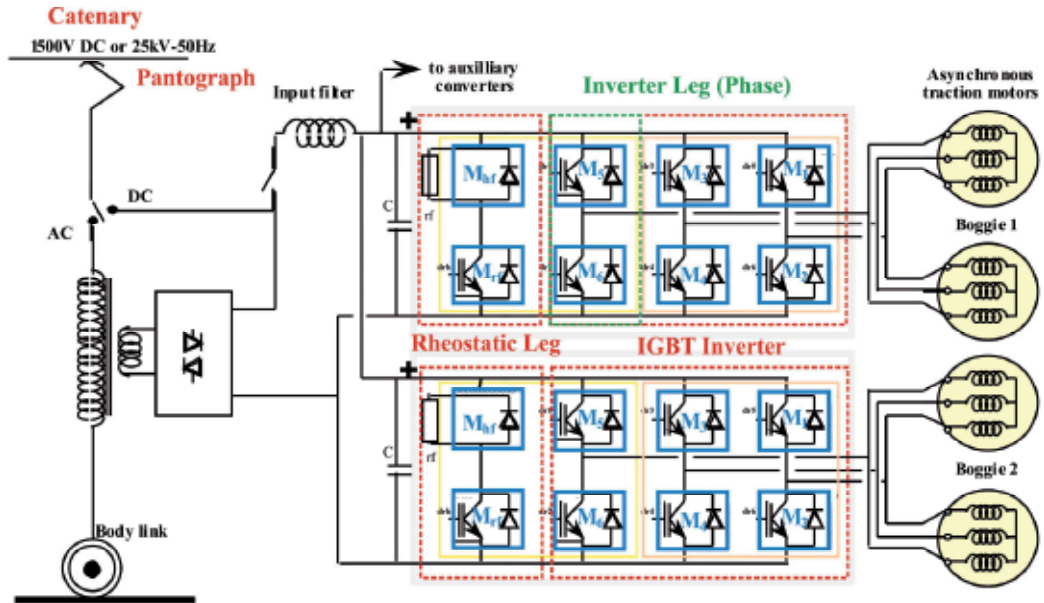 Catenary
1500V DC or 25kV-50Hz
Pantograph
Input filter
to auxilliary
converters
Inverter Leg (Phase)
Asynchronous
traction motors
DC
AC
+
C
rf
Mhf
M5
M3
M1
Mrf
M6
M4
M2
Boggie 1
Rheostatic Leg
IGBT Inverter
+
C
rf
Mhf
M5
M3
M1
Mrf
M6
M4
M2
Boggie 2
Body link